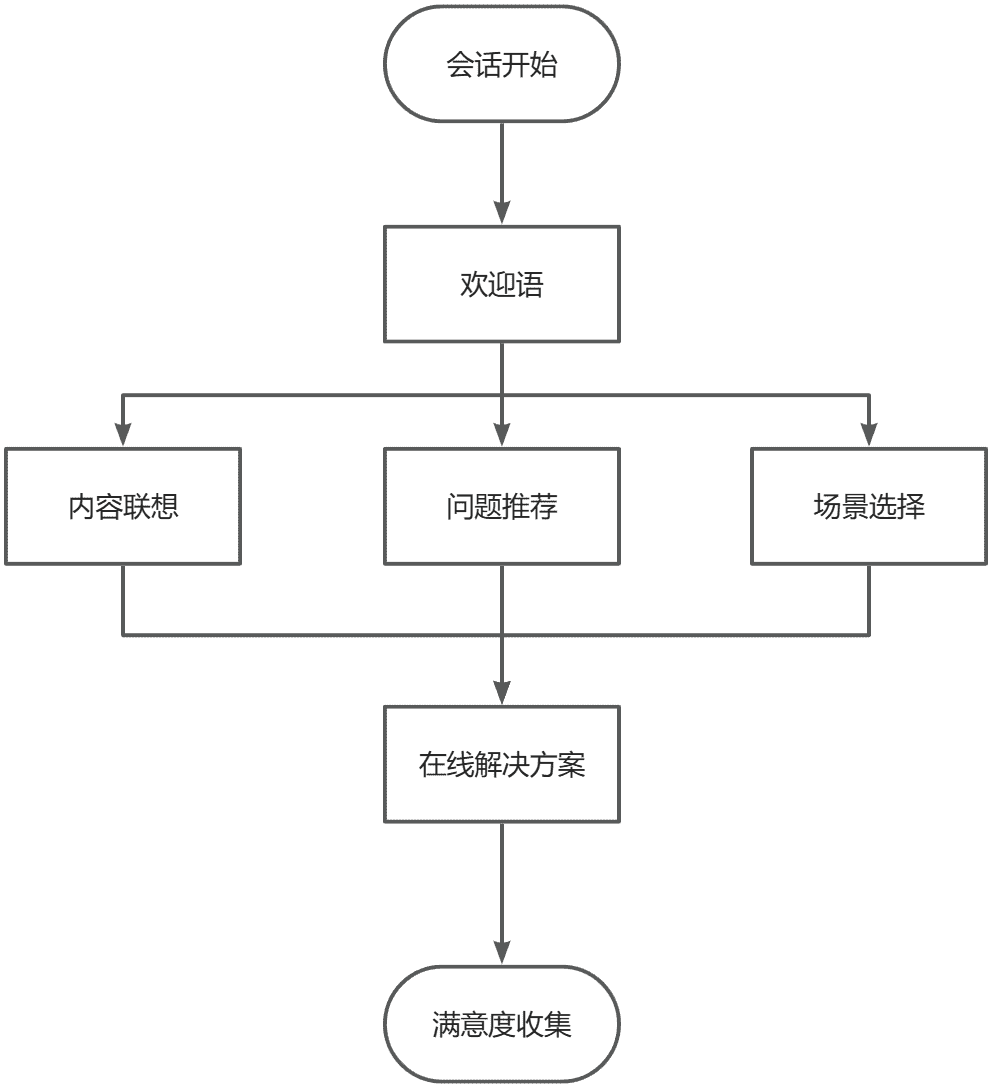 会话开始
欢迎语
内容联想
问题推荐
场景选择
在线解决方案
满意度收集